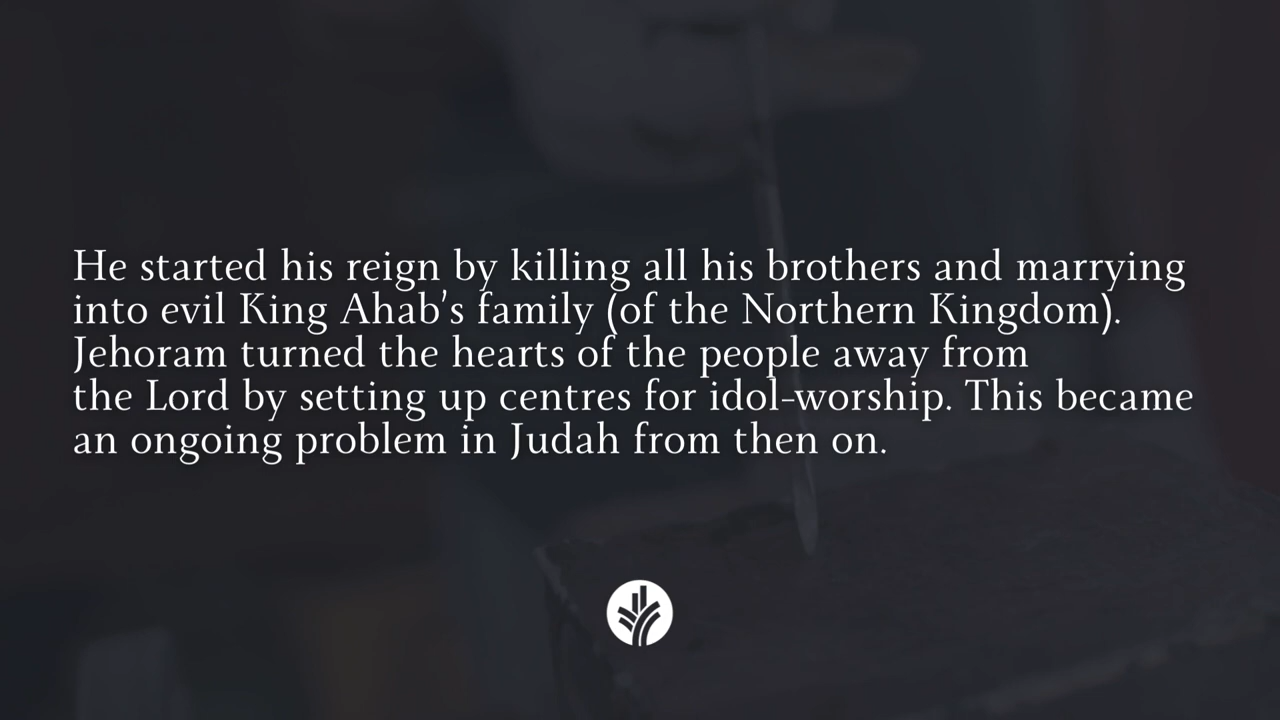 He started his reign by killing all his brothers and marrying
into evil King Ahab's family (of the Northern Kingdom).
Jehoram turned the hearts of the people away from
the Lord by setting up centres for idol-worship. This became
an ongoing problem in Judah from then on.